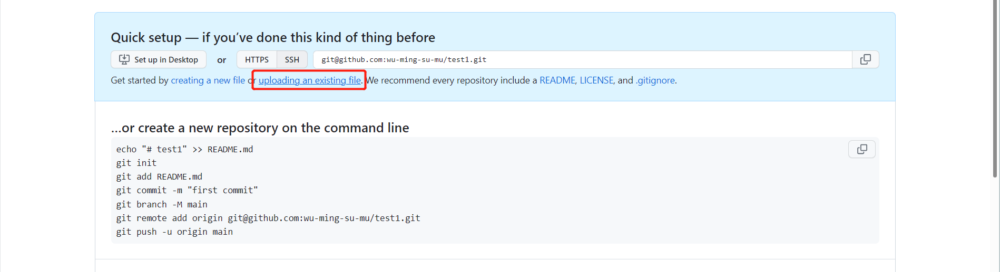 Quick setup — if you’ve done this kind of thing before
Set up in Desktop or HTTPS SSH git@github.com:wu-ming-su-mu/test1.git
Get started by creating a new file or uploading an existing file. We recommend every repository include a README, LICENSE, and .gitignore.
…or create a new repository on the command line
echo "# test1" >> README.md
git init
git add README.md
git commit -m "first commit"
git branch -M main
git remote add origin git@github.com:wu-ming-su-mu/test1.git
git push -u origin main